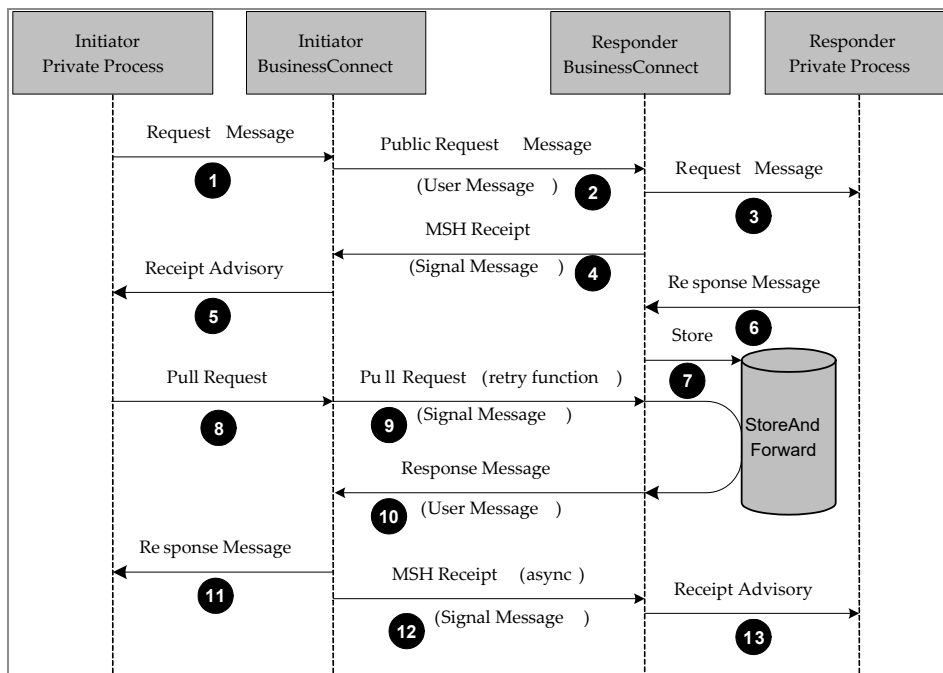 Initiator
Private Process
Initiator
BusinessConnect
Responder
BusinessConnect
Responder
Private Process
Request Message
1
Public Request Message
(User Message )
2
Request Message
3
MSH Receipt
(Signal Message )
4
Receipt Advisory
5
Re sponse Message
6
Store
7
Pull Request
8
Pu ll Request (retry function )
9
(Signal Message )
StoreAnd
Forward
Response Message
10
(User Message )
Re sponse Message
11
MSH Receipt (async )
12
(Signal Message )
Receipt Advisory
13